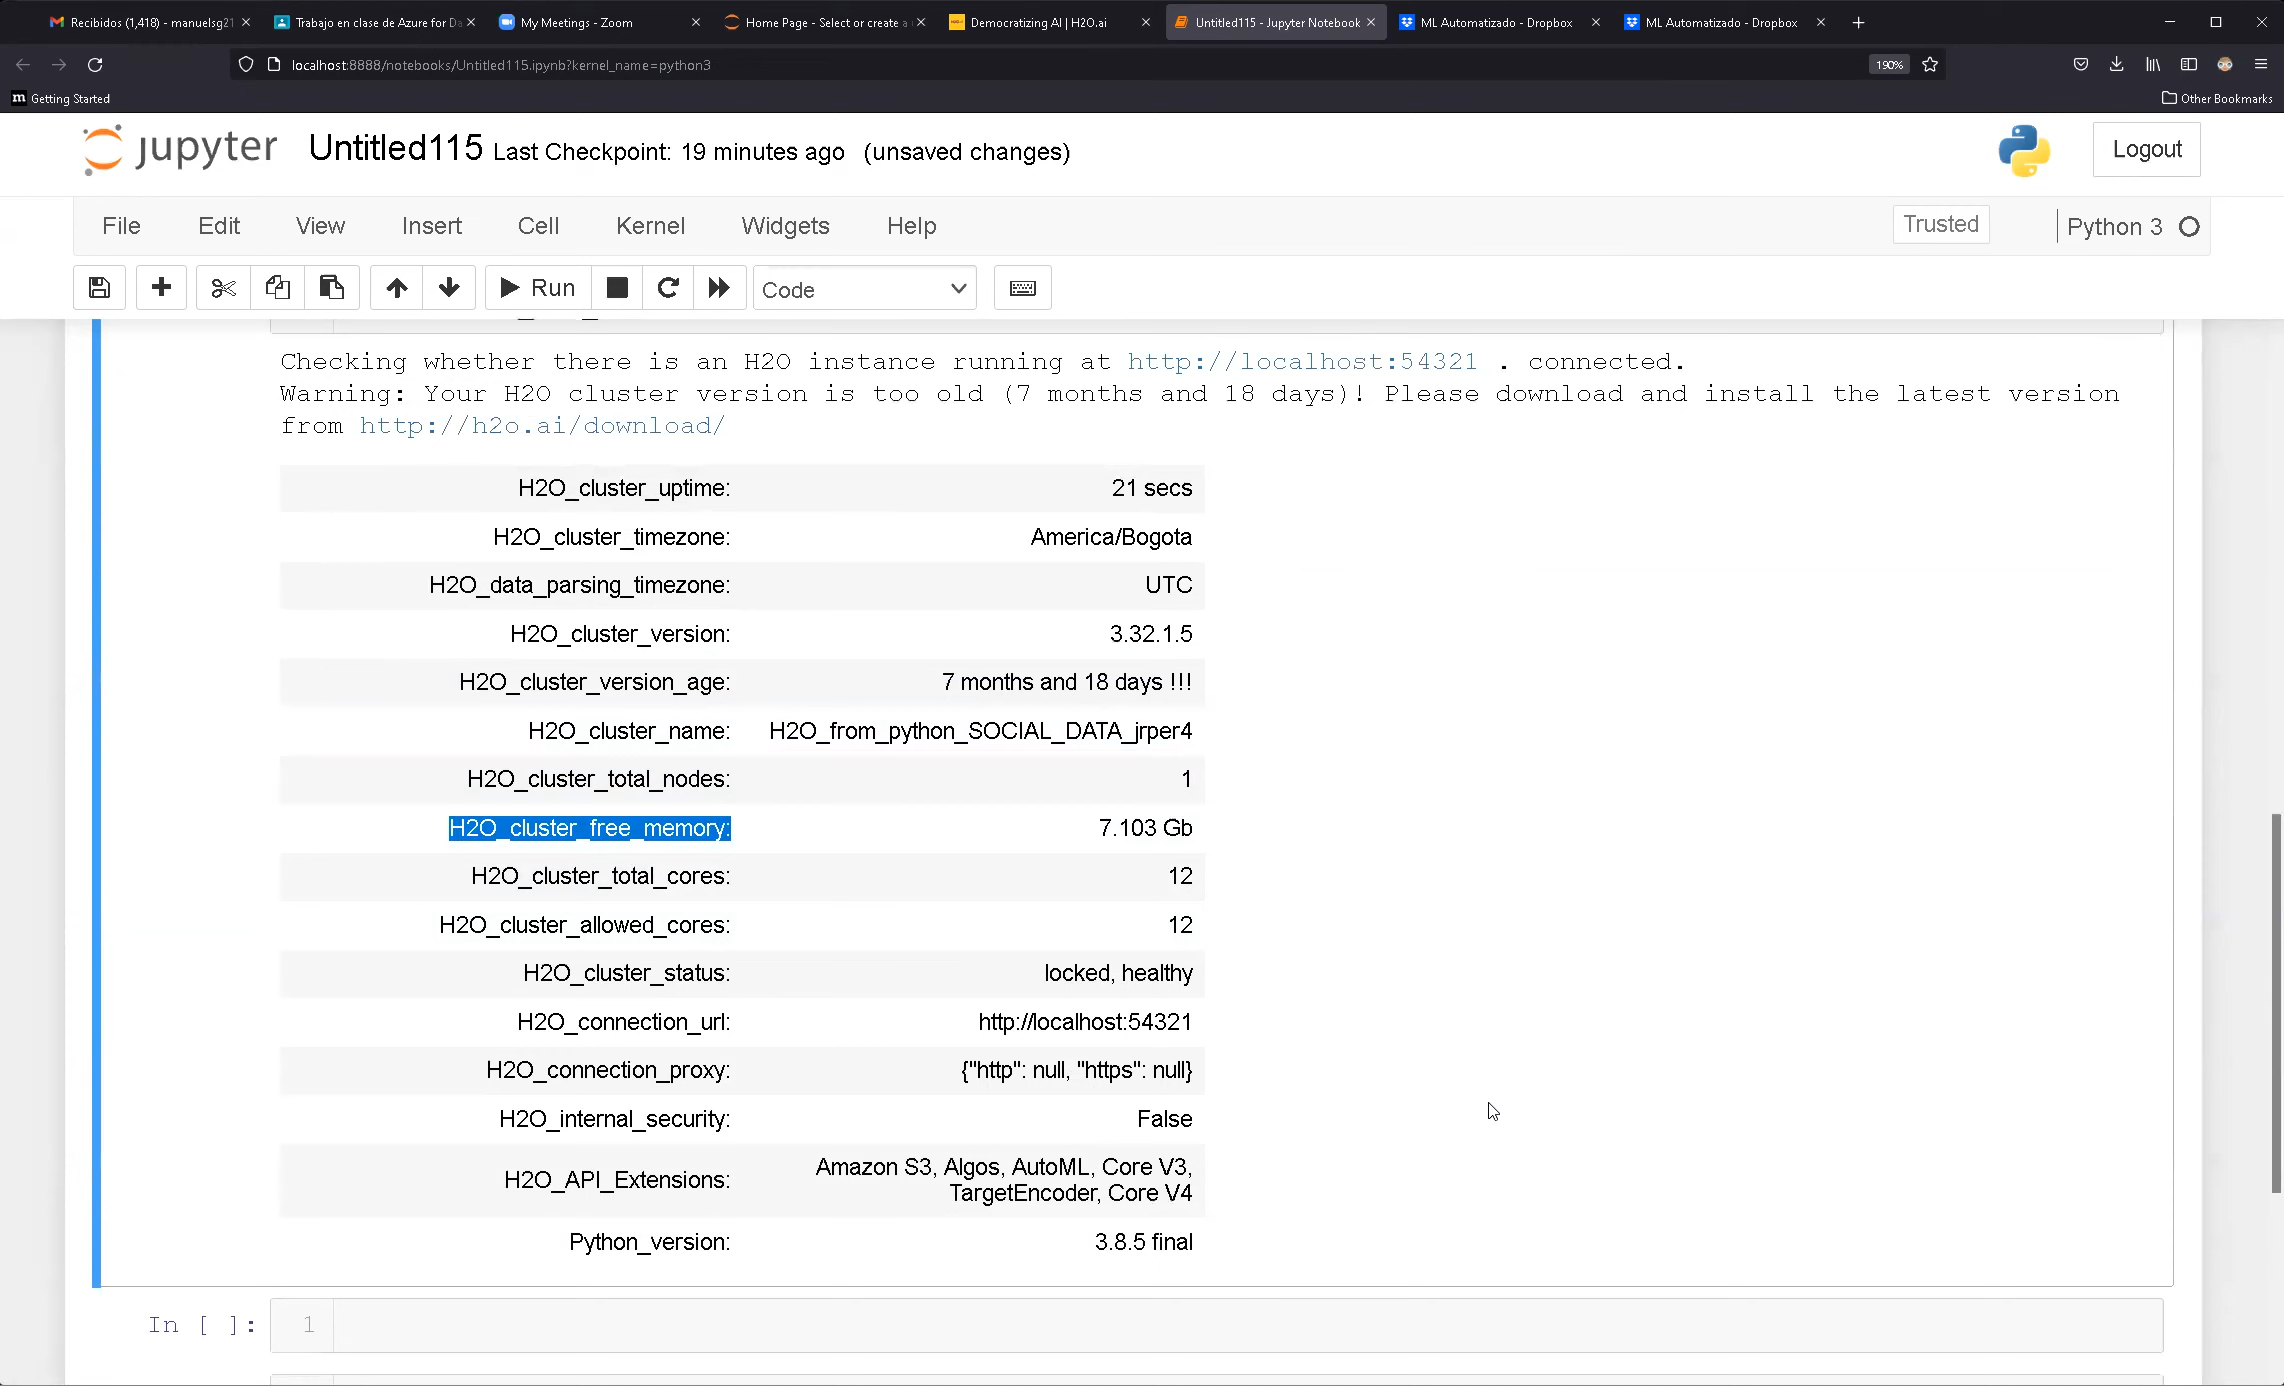 Recibidos (1,418) - manuelsg21
Trabajo en clase de Azure for Da
My Meetings - Zoom
Home Page - Select or create a
Democratizing AI | H2O.ai
Untitled115 - Jupyter Notebook
ML Automatizado - Dropbox
ML Automatizado - Dropbox
localhost:8888/notebooks/Untitled115.ipynb?kernel_name=python3
190%
Getting Started
Other Bookmarks
jupyter Untitled115 Last Checkpoint: 19 minutes ago (unsaved changes)
Logout
File Edit View Insert Cell Kernel Widgets Help
Trusted
Python 3
Run
Code
Checking whether there is an H2O instance running at http://localhost:54321 . connected.
Warning: Your H2O cluster version is too old (7 months and 18 days)! Please download and install the latest version
from http://h2o.ai/download/
H2O_cluster_uptime: 21 secs
H2O_cluster_timezone: America/Bogota
H2O_data_parsing_timezone: UTC
H2O_cluster_version: 3.32.1.5
H2O_cluster_version_age: 7 months and 18 days !!!
H2O_cluster_name: H2O_from_python_SOCIAL_DATA_jrper4
H2O_cluster_total_nodes: 1
H2O_cluster_free_memory: 7.103 Gb
H2O_cluster_total_cores: 12
H2O_cluster_allowed_cores: 12
H2O_cluster_status: locked, healthy
H2O_connection_url: http://localhost:54321
H2O_connection_proxy: {"http": null, "https": null}
H2O_internal_security: False
H2O_API_Extensions: Amazon S3, Algos, AutoML, Core V3,
TargetEncoder, Core V4
Python_version: 3.8.5 final
In [ ]: 1